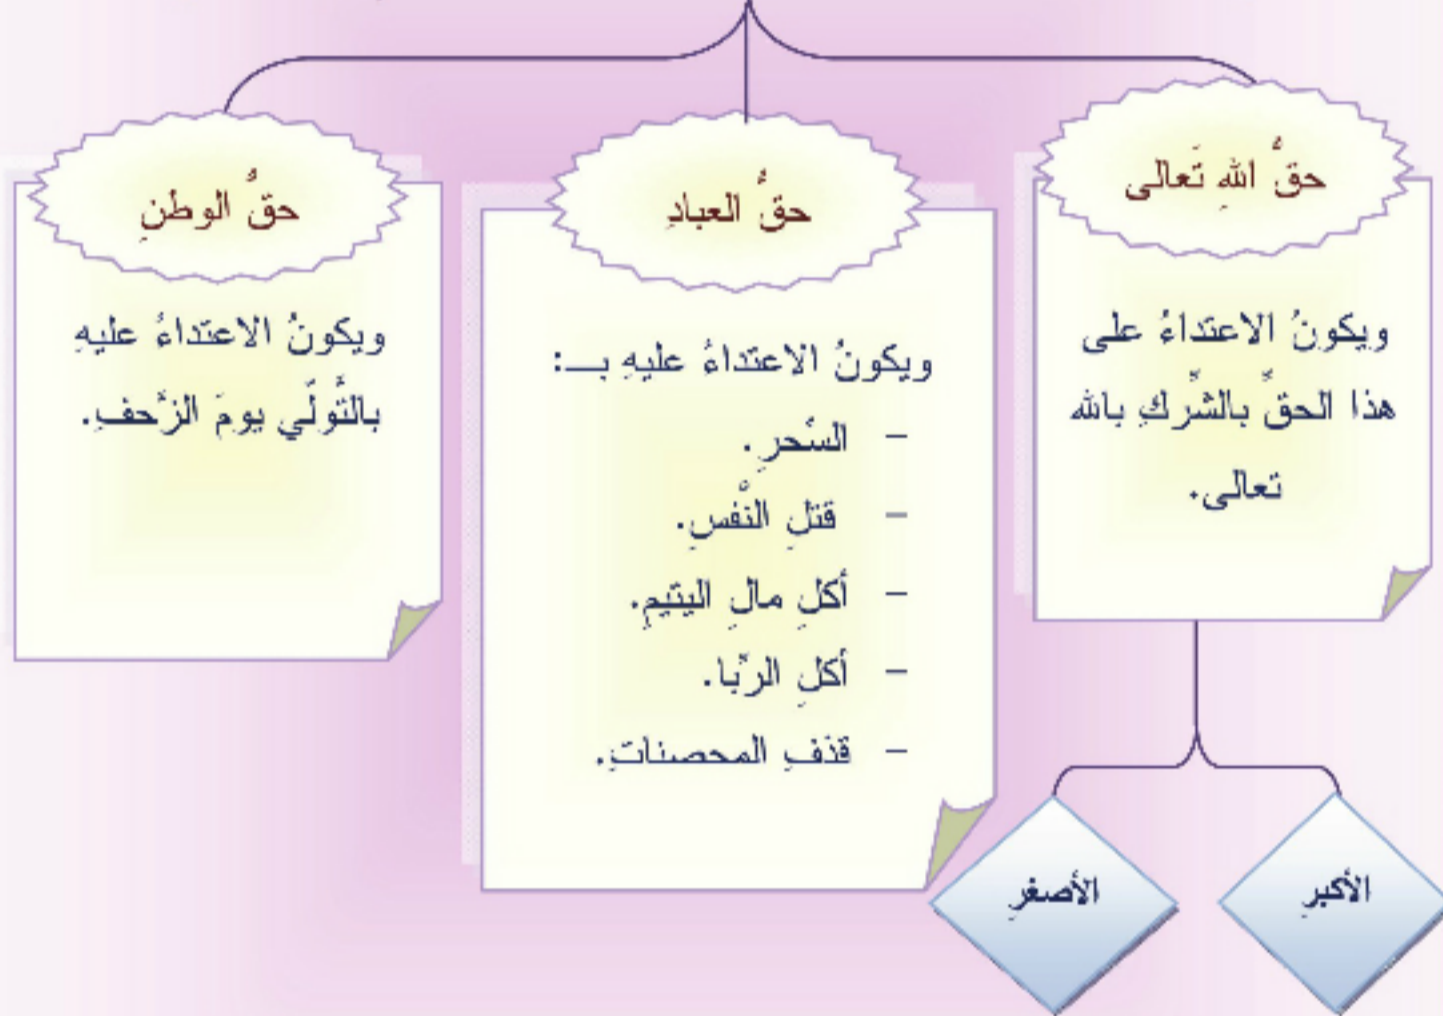 حقُّ اللهِ تَعالى
ويكونُ الاعتداءُ على
هذا الحقِّ بالشِّركِ بالله
تعالى.
الأكبرِ
الأصغرِ
حقُّ العبادِ
ويكونُ الاعتداءُ عليهِ بــ:
- السِّحرِ.
- قتلِ النَّفسِ.
- أكلِ مالِ اليتيمِ.
- أكلِ الرِّبا.
- قذفِ المحصناتِ.
حقُّ الوطنِ
ويكونُ الاعتداءُ عليهِ
بالتَّولّي يومَ الزَّحفِ.